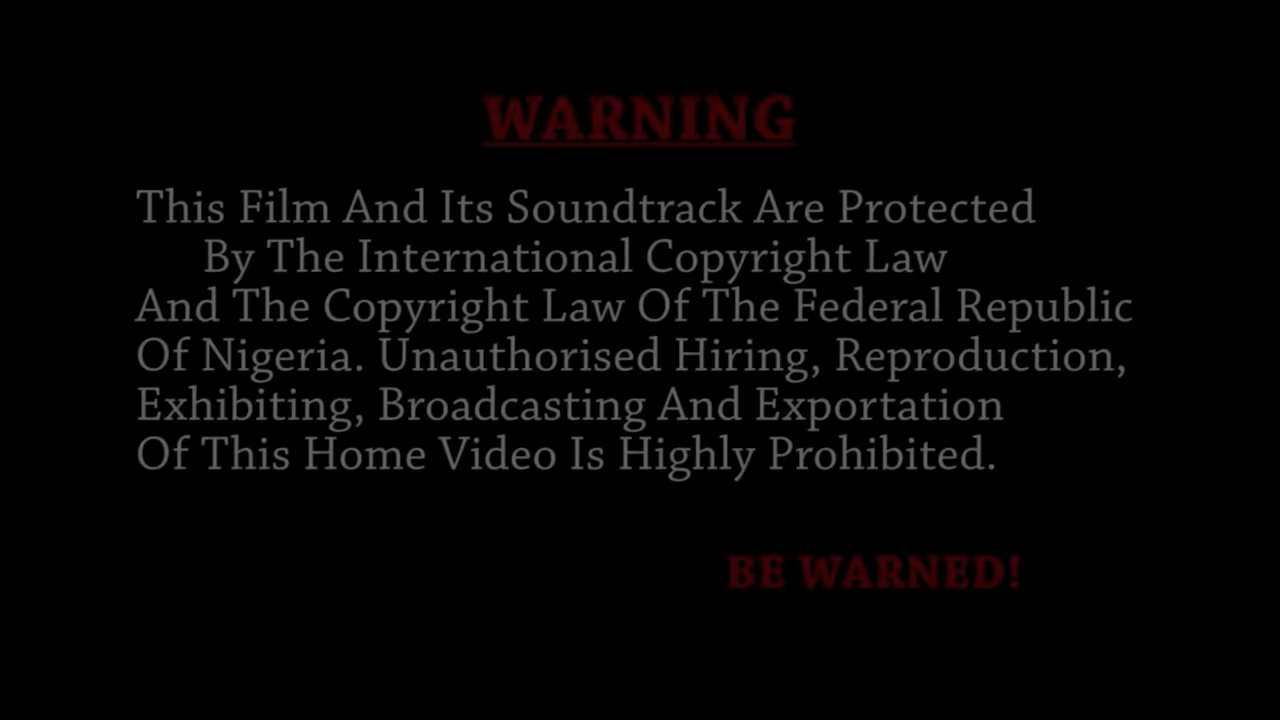 WARNING
This Film And Its Soundtrack Are Protected
By The International Copyright Law
And The Copyright Law Of The Federal Republic
Of Nigeria. Unauthorised Hiring, Reproduction,
Exhibiting, Broadcasting And Exportation
Of This Home Video Is Highly Prohibited.
BE WARNED!